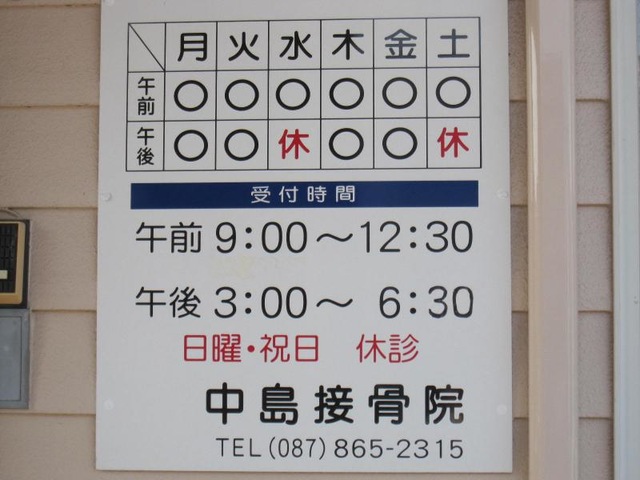 月 火 水 木 金 土
午前 ○ ○ ○ ○ ○ ○
午後 ○ ○ 休 ○ ○ 休
受付時間
午前 9:00～12:30
午後 3:00～ 6:30
日曜・祝日 休診
中島接骨院
TEL(087)865-2315